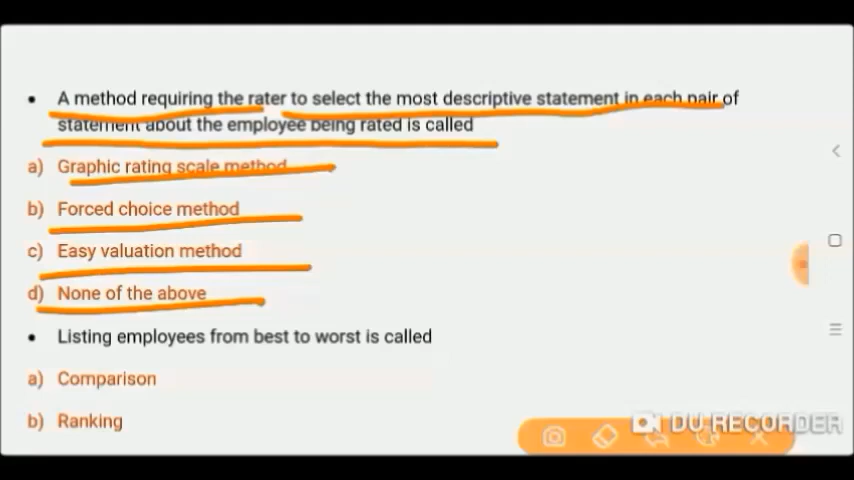 • A method requiring the rater to select the most descriptive statement in each pair of
statement about the employee being rated is called
a) Graphic rating scale method
b) Forced choice method
c) Easy valuation method
d) None of the above
• Listing employees from best to worst is called
a) Comparison
b) Ranking
DU RECORDER